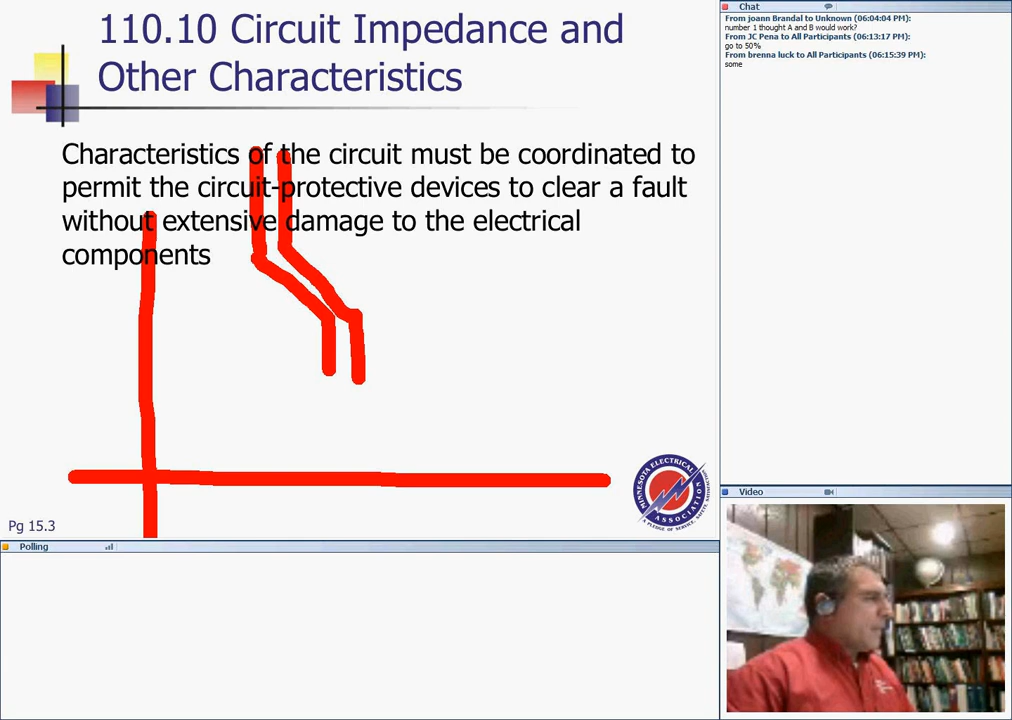 110.10 Circuit Impedance and
Other Characteristics
Characteristics of the circuit must be coordinated to
permit the circuit-protective devices to clear a fault
without extensive damage to the electrical
components
MINNESOTA ELECTRICAL
ASSOCIATION
Pg 15.3
Polling
Chat
From joann Brandal to Unknown (06:04:04 PM):
number 1 thought A and B would work?
From JC Pena to All Participants (06:13:17 PM):
go to 50%
From brenna luck to All Participants (06:15:39 PM):
some
Video